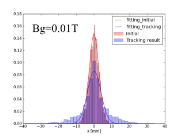 Bg=0.01T
fitting_initial
fitting_tracking
Initial
Tracking result
0.18
0.16
0.14
0.12
0.10
0.08
0.06
0.04
0.02
0.00
−40 −30 −20 −10 0 10 20 30 40
x [mm]